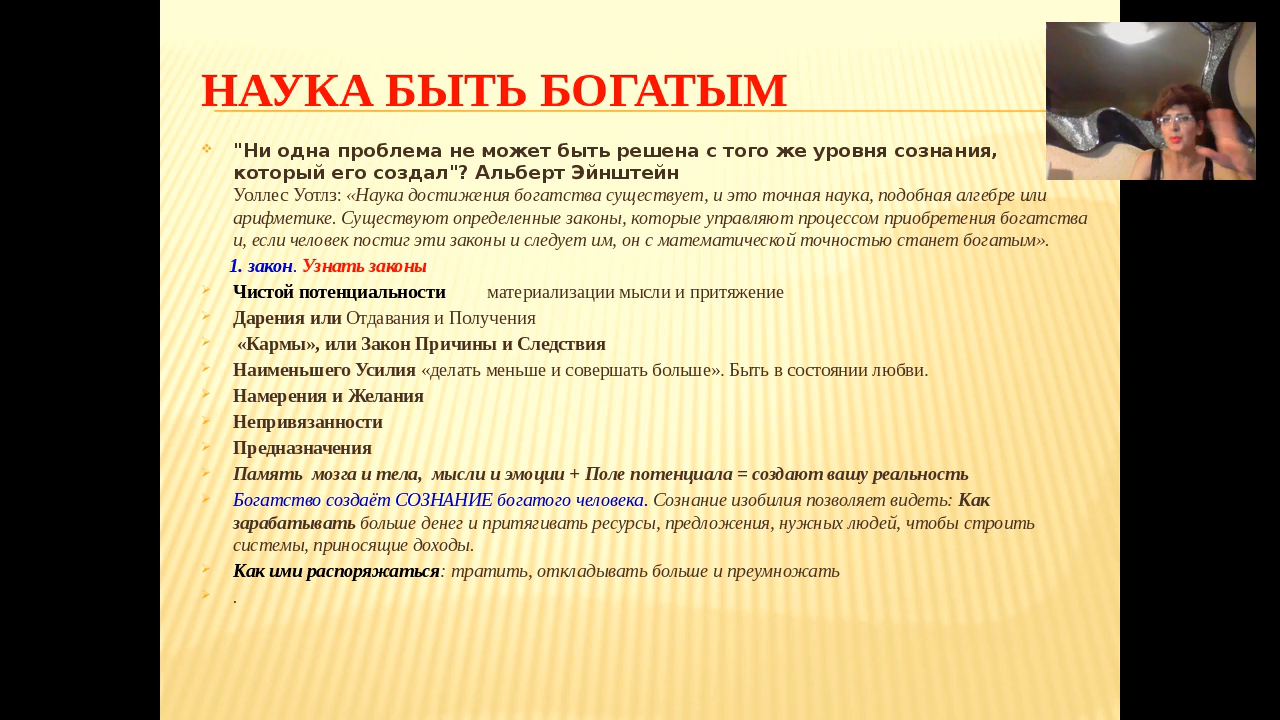 НАУКА БЫТЬ БОГАТЫМ
"Ни одна проблема не может быть решена с того же уровня сознания,
который его создал"? Альберт Эйнштейн
Уоллес Уотлз: «Наука достижения богатства существует, и это точная наука, подобная алгебре или
арифметике. Существуют определенные законы, которые управляют процессом приобретения богатства
и, если человек постиг эти законы и следует им, он с математической точностью станет богатым».
1. закон. Узнать законы
Чистой потенциальности материализации мысли и притяжение
Дарения или Отдавания и Получения
«Кармы», или Закон Причины и Следствия
Наименьшего Усилия «делать меньше и совершать больше». Быть в состоянии любви.
Намерения и Желания
Непривязанности
Предназначения
Память мозга и тела, мысли и эмоции + Поле потенциала = создают вашу реальность
Богатство создаёт СОЗНАНИЕ богатого человека. Сознание изобилия позволяет видеть: Как
зарабатывать больше денег и притягивать ресурсы, предложения, нужных людей, чтобы строить
системы, приносящие доходы.
Как ими распоряжаться: тратить, откладывать больше и преумножать
.